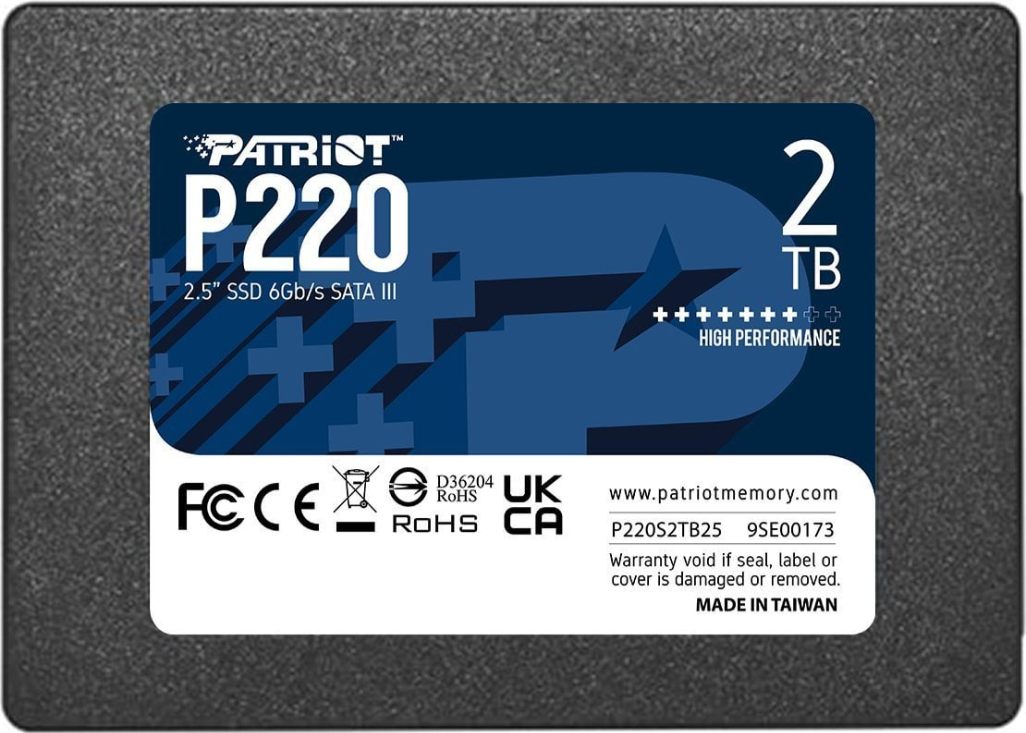 PATRIOT™
P220
2.5” SSD 6Gb/s SATA III
2
TB
HIGH PERFORMANCE
FC CE
D36204
RoHS
RoHS
UK
CA
www.patriotmemory.com
P220S2TB25 9SE00173
Warranty void if seal, label or
cover is damaged or removed.
MADE IN TAIWAN